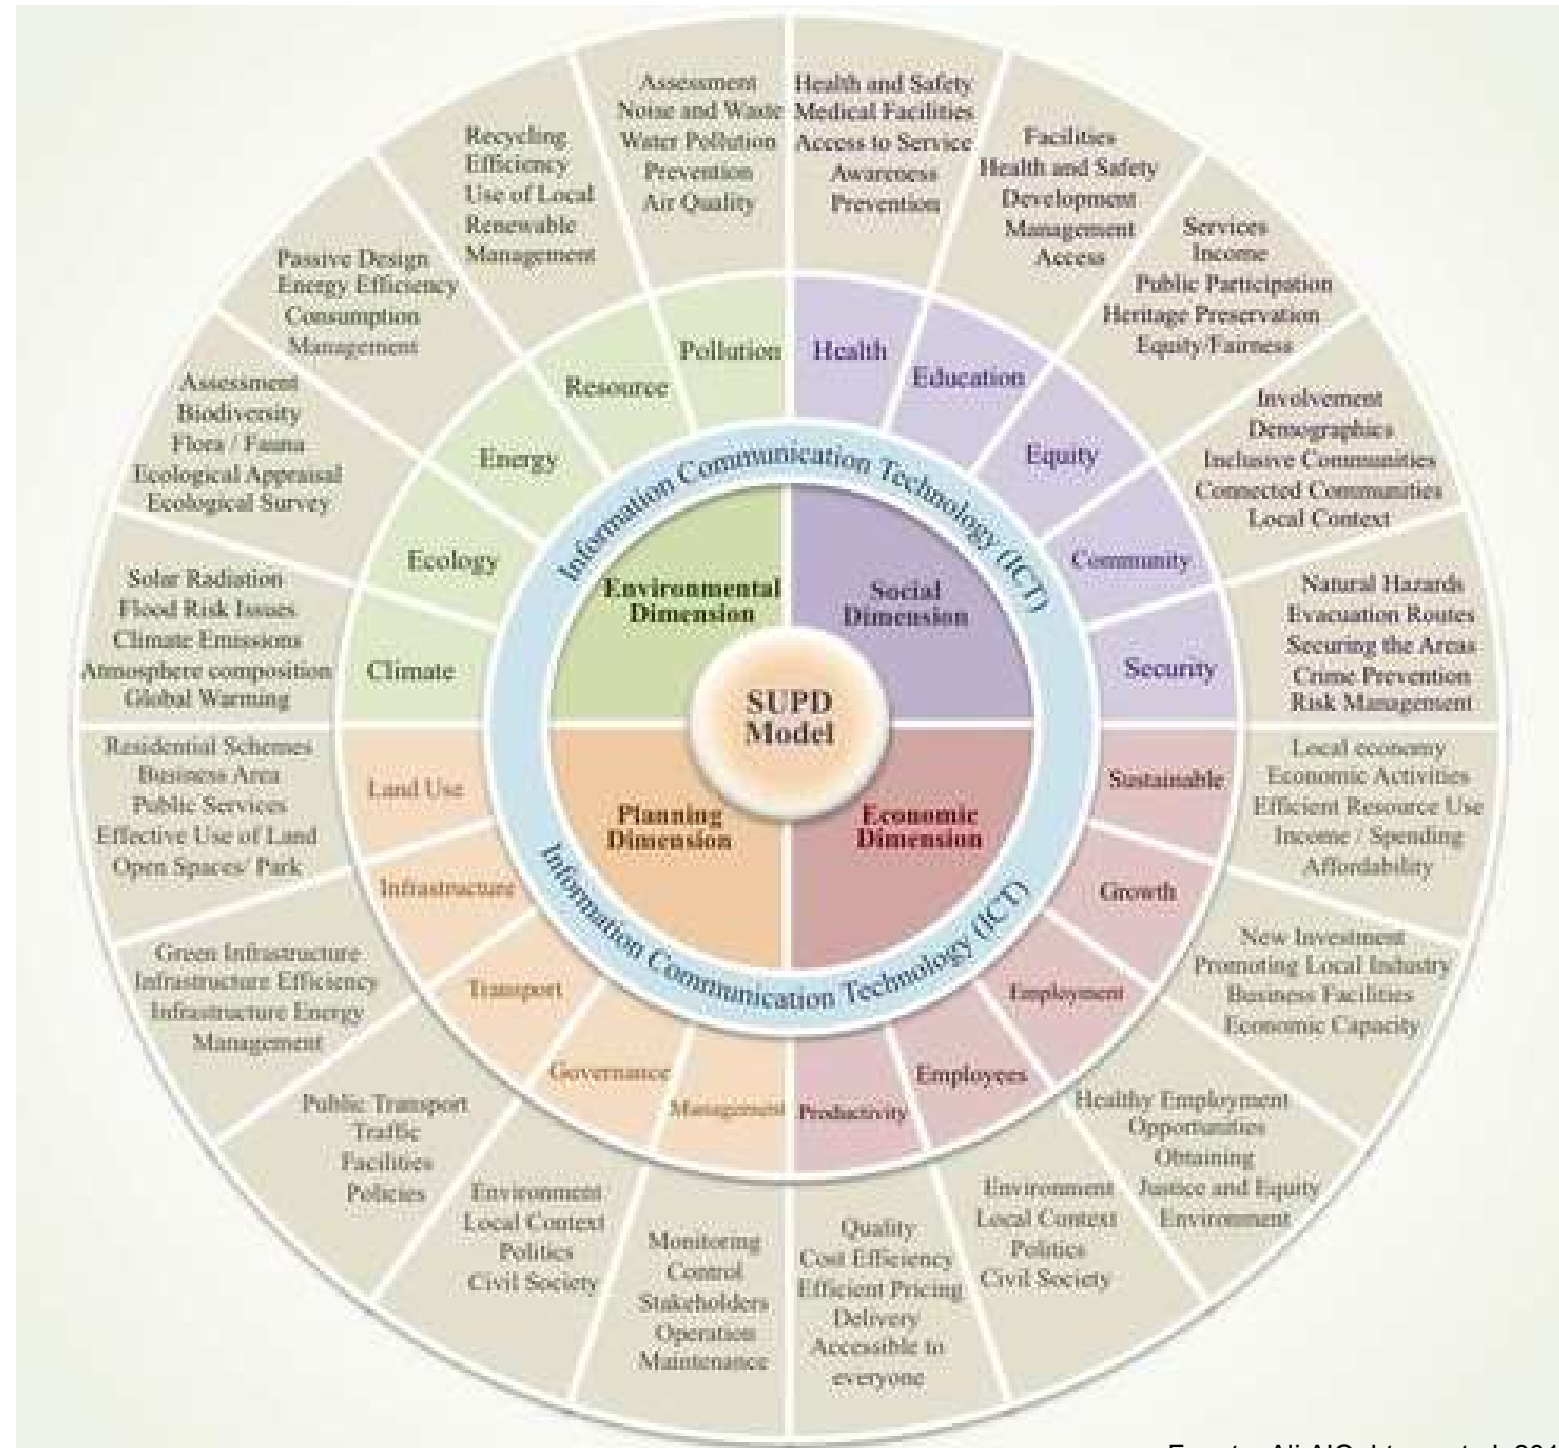 SUPD
Model
Environmental
Dimension
Social
Dimension
Economic
Dimension
Planning
Dimension
Information Communication Technology (ICT)
Information Communication Technology (ICT)
Health
Health and Safety
Medical Facilities
Access to Service
Awareness
Prevention
Education
Facilities
Health and Safety
Development
Management
Access
Equity
Services
Income
Public Participation
Heritage Preservation
Equity/Fairness
Community
Involvement
Demographics
Inclusive Communities
Connected Communities
Local Context
Security
Natural Hazards
Evacuation Routes
Securing the Areas
Crime Prevention
Risk Management
Sustainable
Local economy
Economic Activities
Efficient Resource Use
Income / Spending
Affordability
Growth
New Investment
Promoting Local Industry
Business Facilities
Economic Capacity
Employment
Healthy Employment
Opportunities
Obtaining
Justice and Equity
Environment
Employees
Environment
Local Context
Politics
Civil Society
Productivity
Quality
Cost Efficiency
Efficient Pricing
Delivery
Accessible to
everyone
Management
Monitoring
Control
Stakeholders
Operation
Maintenance
Governance
Environment
Local Context
Politics
Civil Society
Transport
Public Transport
Traffic
Facilities
Policies
Infrastructure
Green Infrastructure
Infrastructure Efficiency
Infrastructure Energy
Management
Land Use
Residential Schemes
Business Area
Public Services
Effective Use of Land
Open Spaces/ Park
Climate
Solar Radiation
Flood Risk Issues
Climate Emissions
Atmosphere composition
Global Warming
Ecology
Assessment
Biodiversity
Flora / Fauna
Ecological Appraisal
Ecological Survey
Energy
Passive Design
Energy Efficiency
Consumption
Management
Resource
Recycling
Efficiency
Use of Local
Renewable
Management
Pollution
Assessment
Noise and Waste
Water Pollution
Prevention
Air Quality